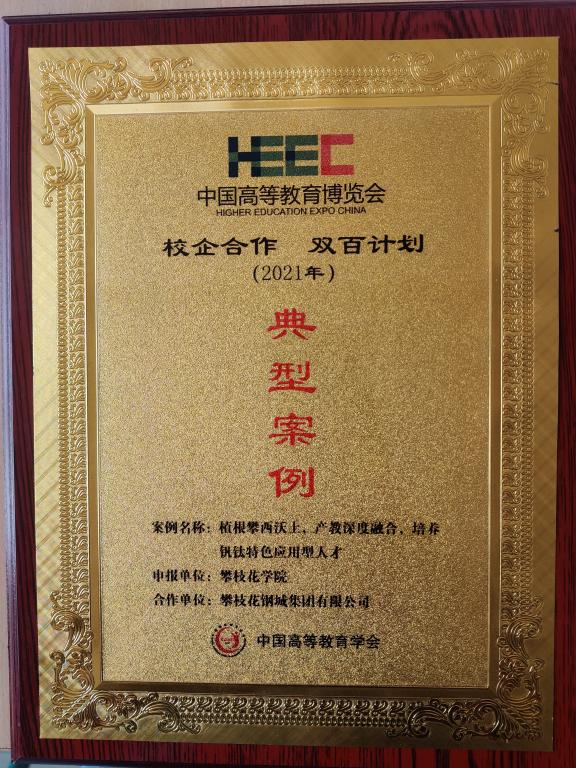 HEEC
中国高等教育博览会
HIGHER EDUCATION EXPO CHINA
校企合作 双百计划
(2021年)
典
型
案
例
案例名称：植根攀西沃土、产教深度融合、培养
钒钛特色应用型人才
申报单位：攀枝花学院
合作单位：攀枝花钢城集团有限公司
中国高等教育学会